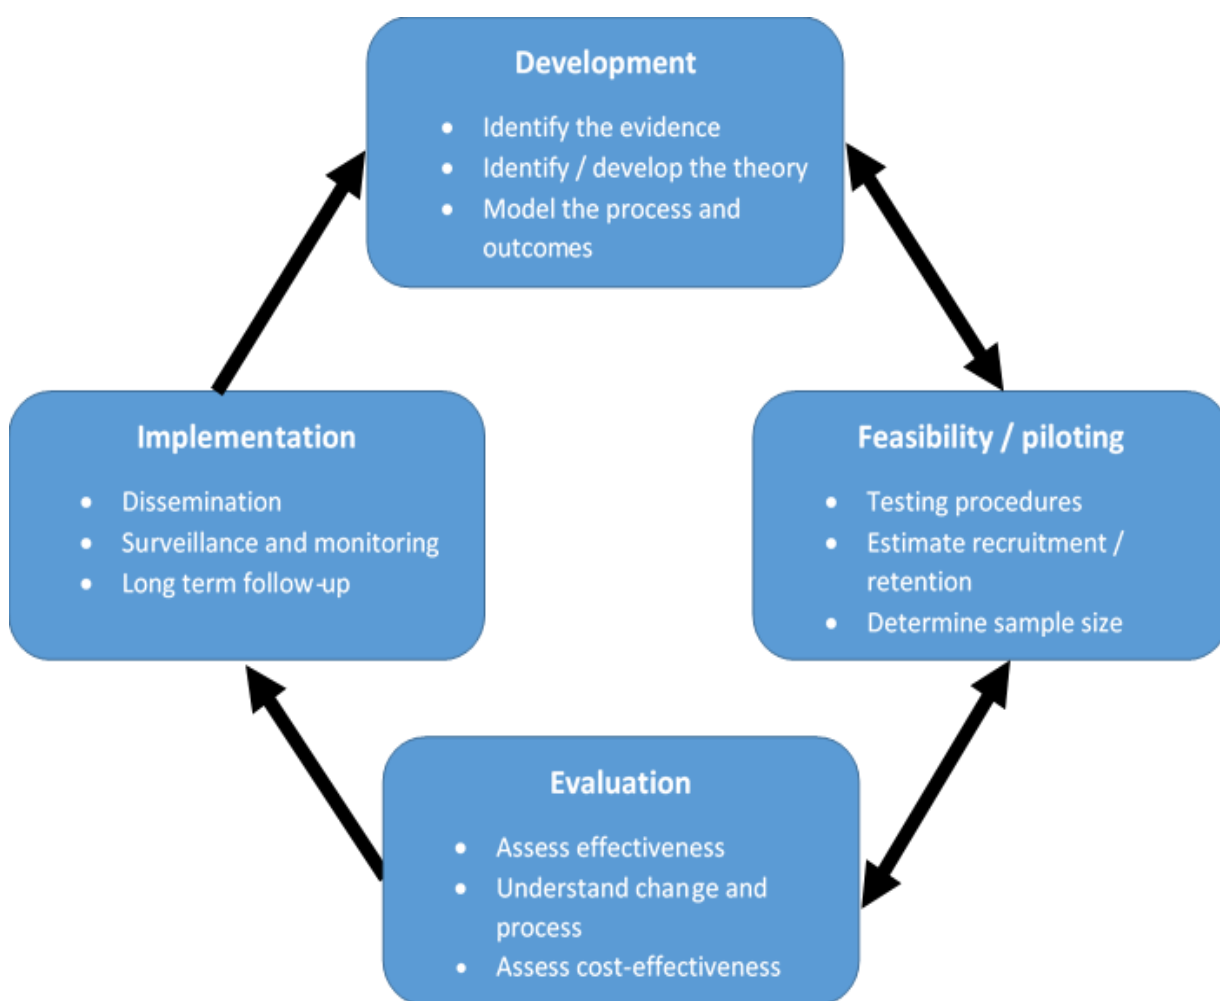 Development
• Identify the evidence
• Identify / develop the theory
• Model the process and
outcomes
Implementation
• Dissemination
• Surveillance and monitoring
• Long term follow-up
Feasibility / piloting
• Testing procedures
• Estimate recruitment /
retention
• Determine sample size
Evaluation
• Assess effectiveness
• Understand change and
process
• Assess cost-effectiveness